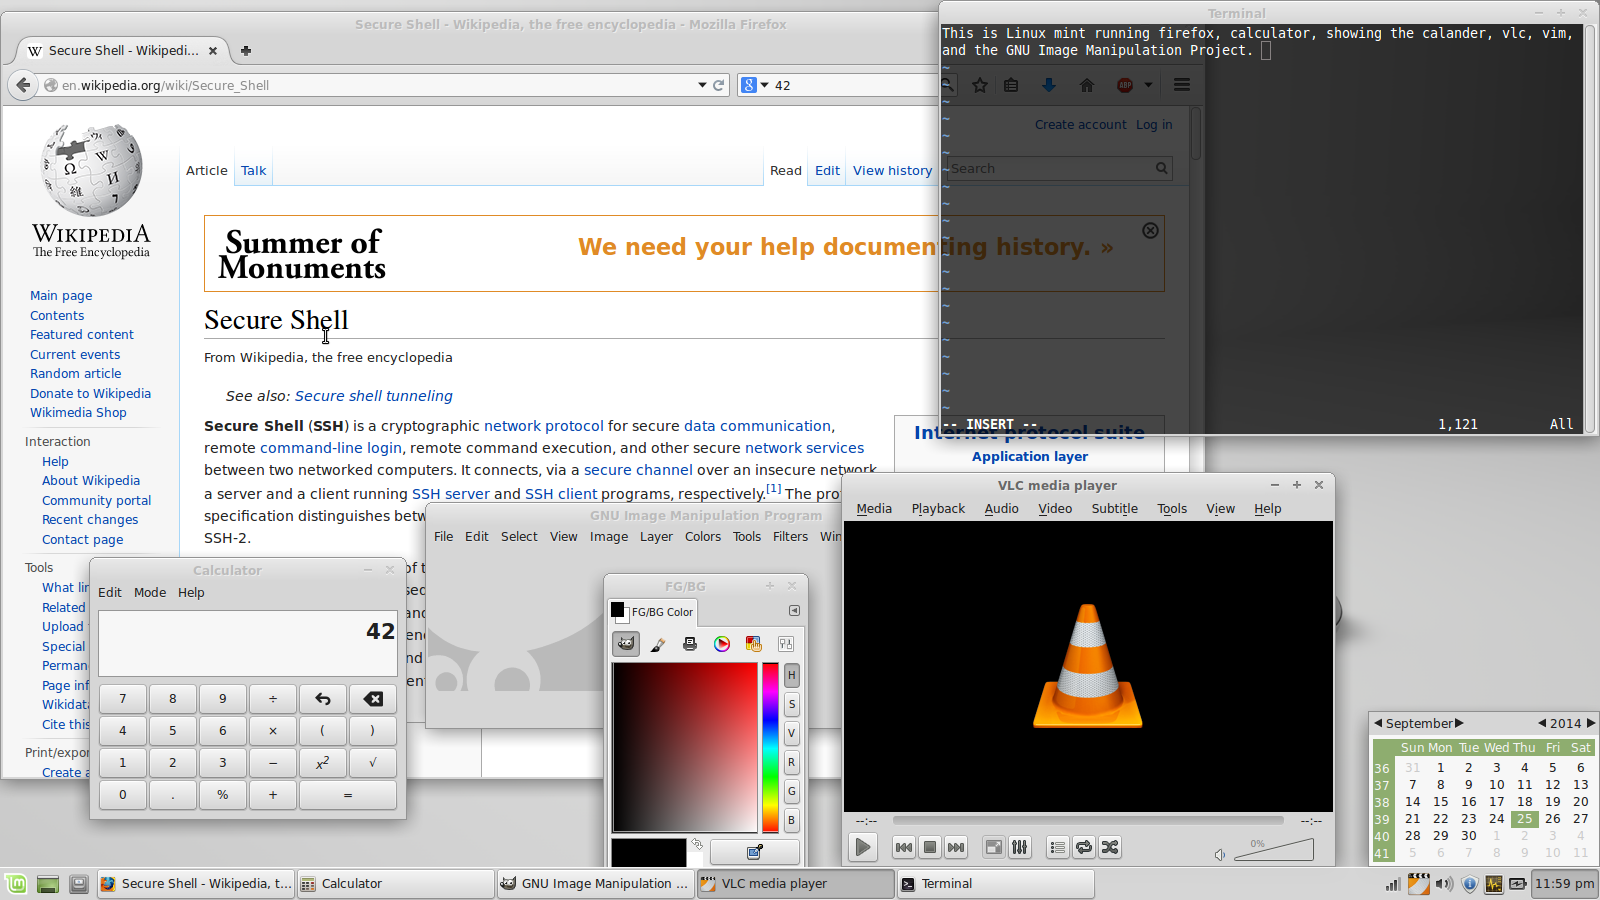 Secure Shell - Wikipedia, the free encyclopedia - Mozilla Firefox
Secure Shell - Wikipedi...
en.wikipedia.org/wiki/Secure_Shell
42
WIKIPEDIA
The Free Encyclopedia
Main page
Contents
Featured content
Current events
Random article
Donate to Wikipedia
Wikimedia Shop
Interaction
Help
About Wikipedia
Community portal
Recent changes
Contact page
Tools
What lin
Related
Upload
Special
Perman
Page inf
Wikidata
Cite this
Print/expor
Create a
Article Talk
Read Edit View history
Create account Log in
Search
Summer of
Monuments
We need your help documenting history. »
Secure Shell
From Wikipedia, the free encyclopedia
See also: Secure shell tunneling
Secure Shell (SSH) is a cryptographic network protocol for secure data communication,
remote command-line login, remote command execution, and other secure network services
between two networked computers. It connects, via a secure channel over an insecure network
a server and a client running SSH server and SSH client programs, respectively.[1] The pro
specification distinguishes betw
SSH-2.
Internet protocol suite
Application layer
Terminal
This is Linux mint running firefox, calculator, showing the calander, vlc, vim,
and the GNU Image Manipulation Project.
-- INSERT -- 1,121 All
Calculator
Edit Mode Help
42
7 8 9 ÷
4 5 6 × ( )
1 2 3 − x² √
0 . % + =
GNU Image Manipulation Program
File Edit Select View Image Layer Colors Tools Filters Win
FG/BG
FG/BG Color
H
S
V
R
G
B
VLC media player
Media Playback Audio Video Subtitle Tools View Help
--:-- --:--
0%
September 2014
Sun Mon Tue Wed Thu Fri Sat
36 31 1 2 3 4 5 6
37 7 8 9 10 11 12 13
38 14 15 16 17 18 19 20
39 21 22 23 24 25 26 27
40 28 29 30 1 2 3 4
41 5 6 7 8 9 10 11
Secure Shell - Wikipedia, t...
Calculator
GNU Image Manipulation ...
VLC media player
Terminal
11:59 pm